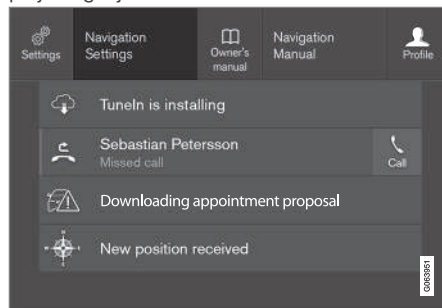 Settings
Navigation
Settings
Owner's
manual
Navigation
Manual
Profile
TuneIn is installing
Sebastian Petersson
Missed call
Call
Downloading appointment proposal
New position received
G063951